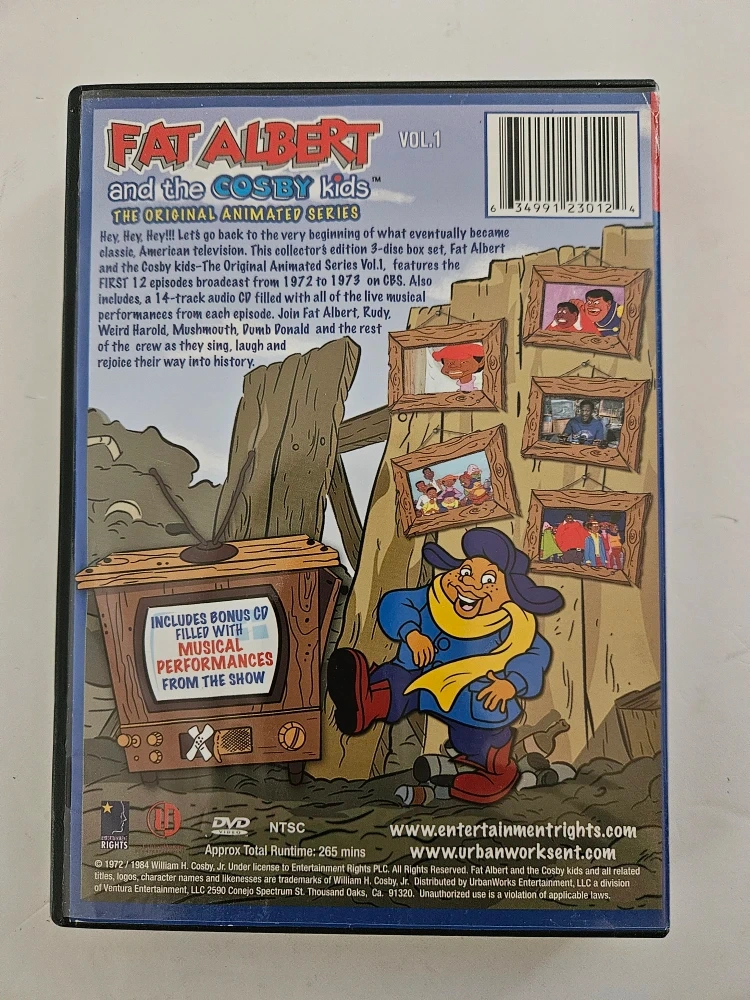 FAT ALBERT VOL.1
and the COSBY kids™
THE ORIGINAL ANIMATED SERIES
6 34991 23012 4
Hey, Hey, Hey!!! Let's go back to the very beginning of what eventually became
classic, American television. This collector's edition 3-disc box set, Fat Albert
and the Cosby kids–The Original Animated Series Vol.1, features the
FIRST 12 episodes broadcast from 1972 to 1973 on CBS. Also
includes, a 14-track audio CD filled with all of the live musical
performances from each episode. Join Fat Albert, Rudy,
Weird Harold, Mushmouth, Dumb Donald and the rest
of the crew as they sing, laugh and
rejoice their way into history.
INCLUDES BONUS CD
FILLED WITH
MUSICAL
PERFORMANCES
FROM THE SHOW
RIGHTS
DVD
VIDEO
NTSC
www.entertainmentrights.com
Approx Total Runtime: 265 mins
www.urbanworksent.com
© 1972 / 1984 William H. Cosby, Jr. Under license to Entertainment Rights PLC. All Rights Reserved. Fat Albert and the Cosby kids and all related
titles, logos, character names and likenesses are trademarks of William H. Cosby, Jr. Distributed by UrbanWorks Entertainment, LLC a division
of Ventura Entertainment, LLC 2590 Conejo Spectrum St. Thousand Oaks, Ca. 91320. Unauthorized use is a violation of applicable laws.